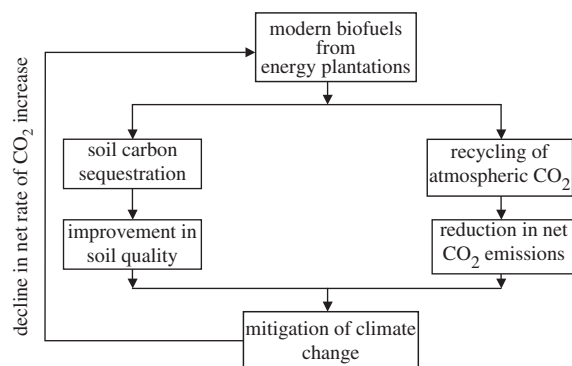 modern biofuels
from
energy plantations
decline in net rate of CO₂ increase
soil carbon
sequestration
recycling of
atmospheric CO₂
improvement in
soil quality
reduction in net
CO₂ emissions
mitigation of climate
change